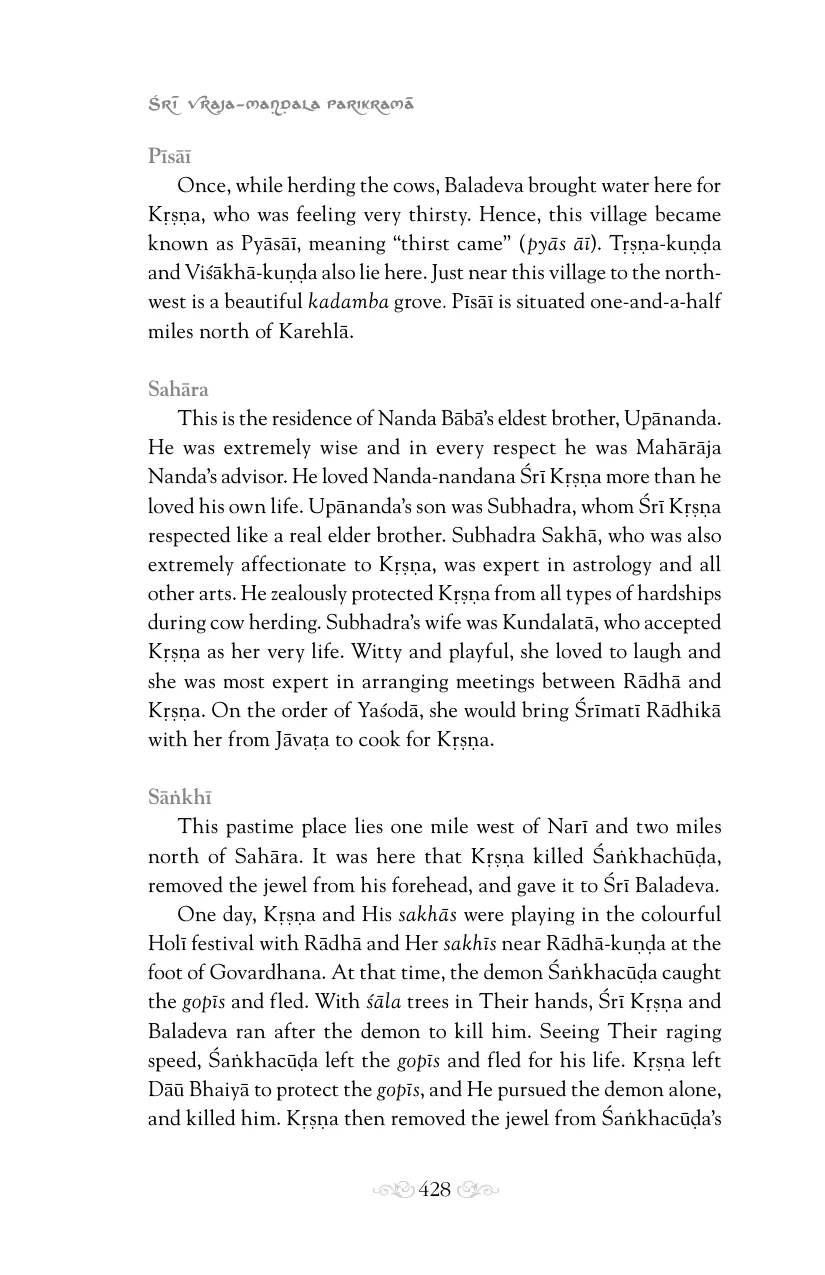 Śrī Vraja-maṇḍala Parikramā
Pīsāī
Once, while herding the cows, Baladeva brought water here for
Kṛṣṇa, who was feeling very thirsty. Hence, this village became
known as Pyāsāī, meaning “thirst came” (pyās āī). Tṛṣṇa-kuṇḍa
and Viśākhā-kuṇḍa also lie here. Just near this village to the north-
west is a beautiful kadamba grove. Pīsāī is situated one-and-a-half
miles north of Karehlā.
Sahāra
This is the residence of Nanda Bābā’s eldest brother, Upānanda.
He was extremely wise and in every respect he was Mahārāja
Nanda’s advisor. He loved Nanda-nandana Śrī Kṛṣṇa more than he
loved his own life. Upānanda’s son was Subhadra, whom Śrī Kṛṣṇa
respected like a real elder brother. Subhadra Sakhā, who was also
extremely affectionate to Kṛṣṇa, was expert in astrology and all
other arts. He zealously protected Kṛṣṇa from all types of hardships
during cow herding. Subhadra’s wife was Kundalatā, who accepted
Kṛṣṇa as her very life. Witty and playful, she loved to laugh and
she was most expert in arranging meetings between Rādhā and
Kṛṣṇa. On the order of Yaśodā, she would bring Śrīmatī Rādhikā
with her from Jāvaṭa to cook for Kṛṣṇa.
Sāṅkhī
This pastime place lies one mile west of Narī and two miles
north of Sahāra. It was here that Kṛṣṇa killed Śaṅkhachūḍa,
removed the jewel from his forehead, and gave it to Śrī Baladeva.
One day, Kṛṣṇa and His sakhās were playing in the colourful
Holī festival with Rādhā and Her sakhīs near Rādhā-kuṇḍa at the
foot of Govardhana. At that time, the demon Śaṅkhacūḍa caught
the gopīs and fled. With śāla trees in Their hands, Śrī Kṛṣṇa and
Baladeva ran after the demon to kill him. Seeing Their raging
speed, Śaṅkhacūḍa left the gopīs and fled for his life. Kṛṣṇa left
Dāū Bhaiyā to protect the gopīs, and He pursued the demon alone,
and killed him. Kṛṣṇa then removed the jewel from Śaṅkhacūḍa’s
428